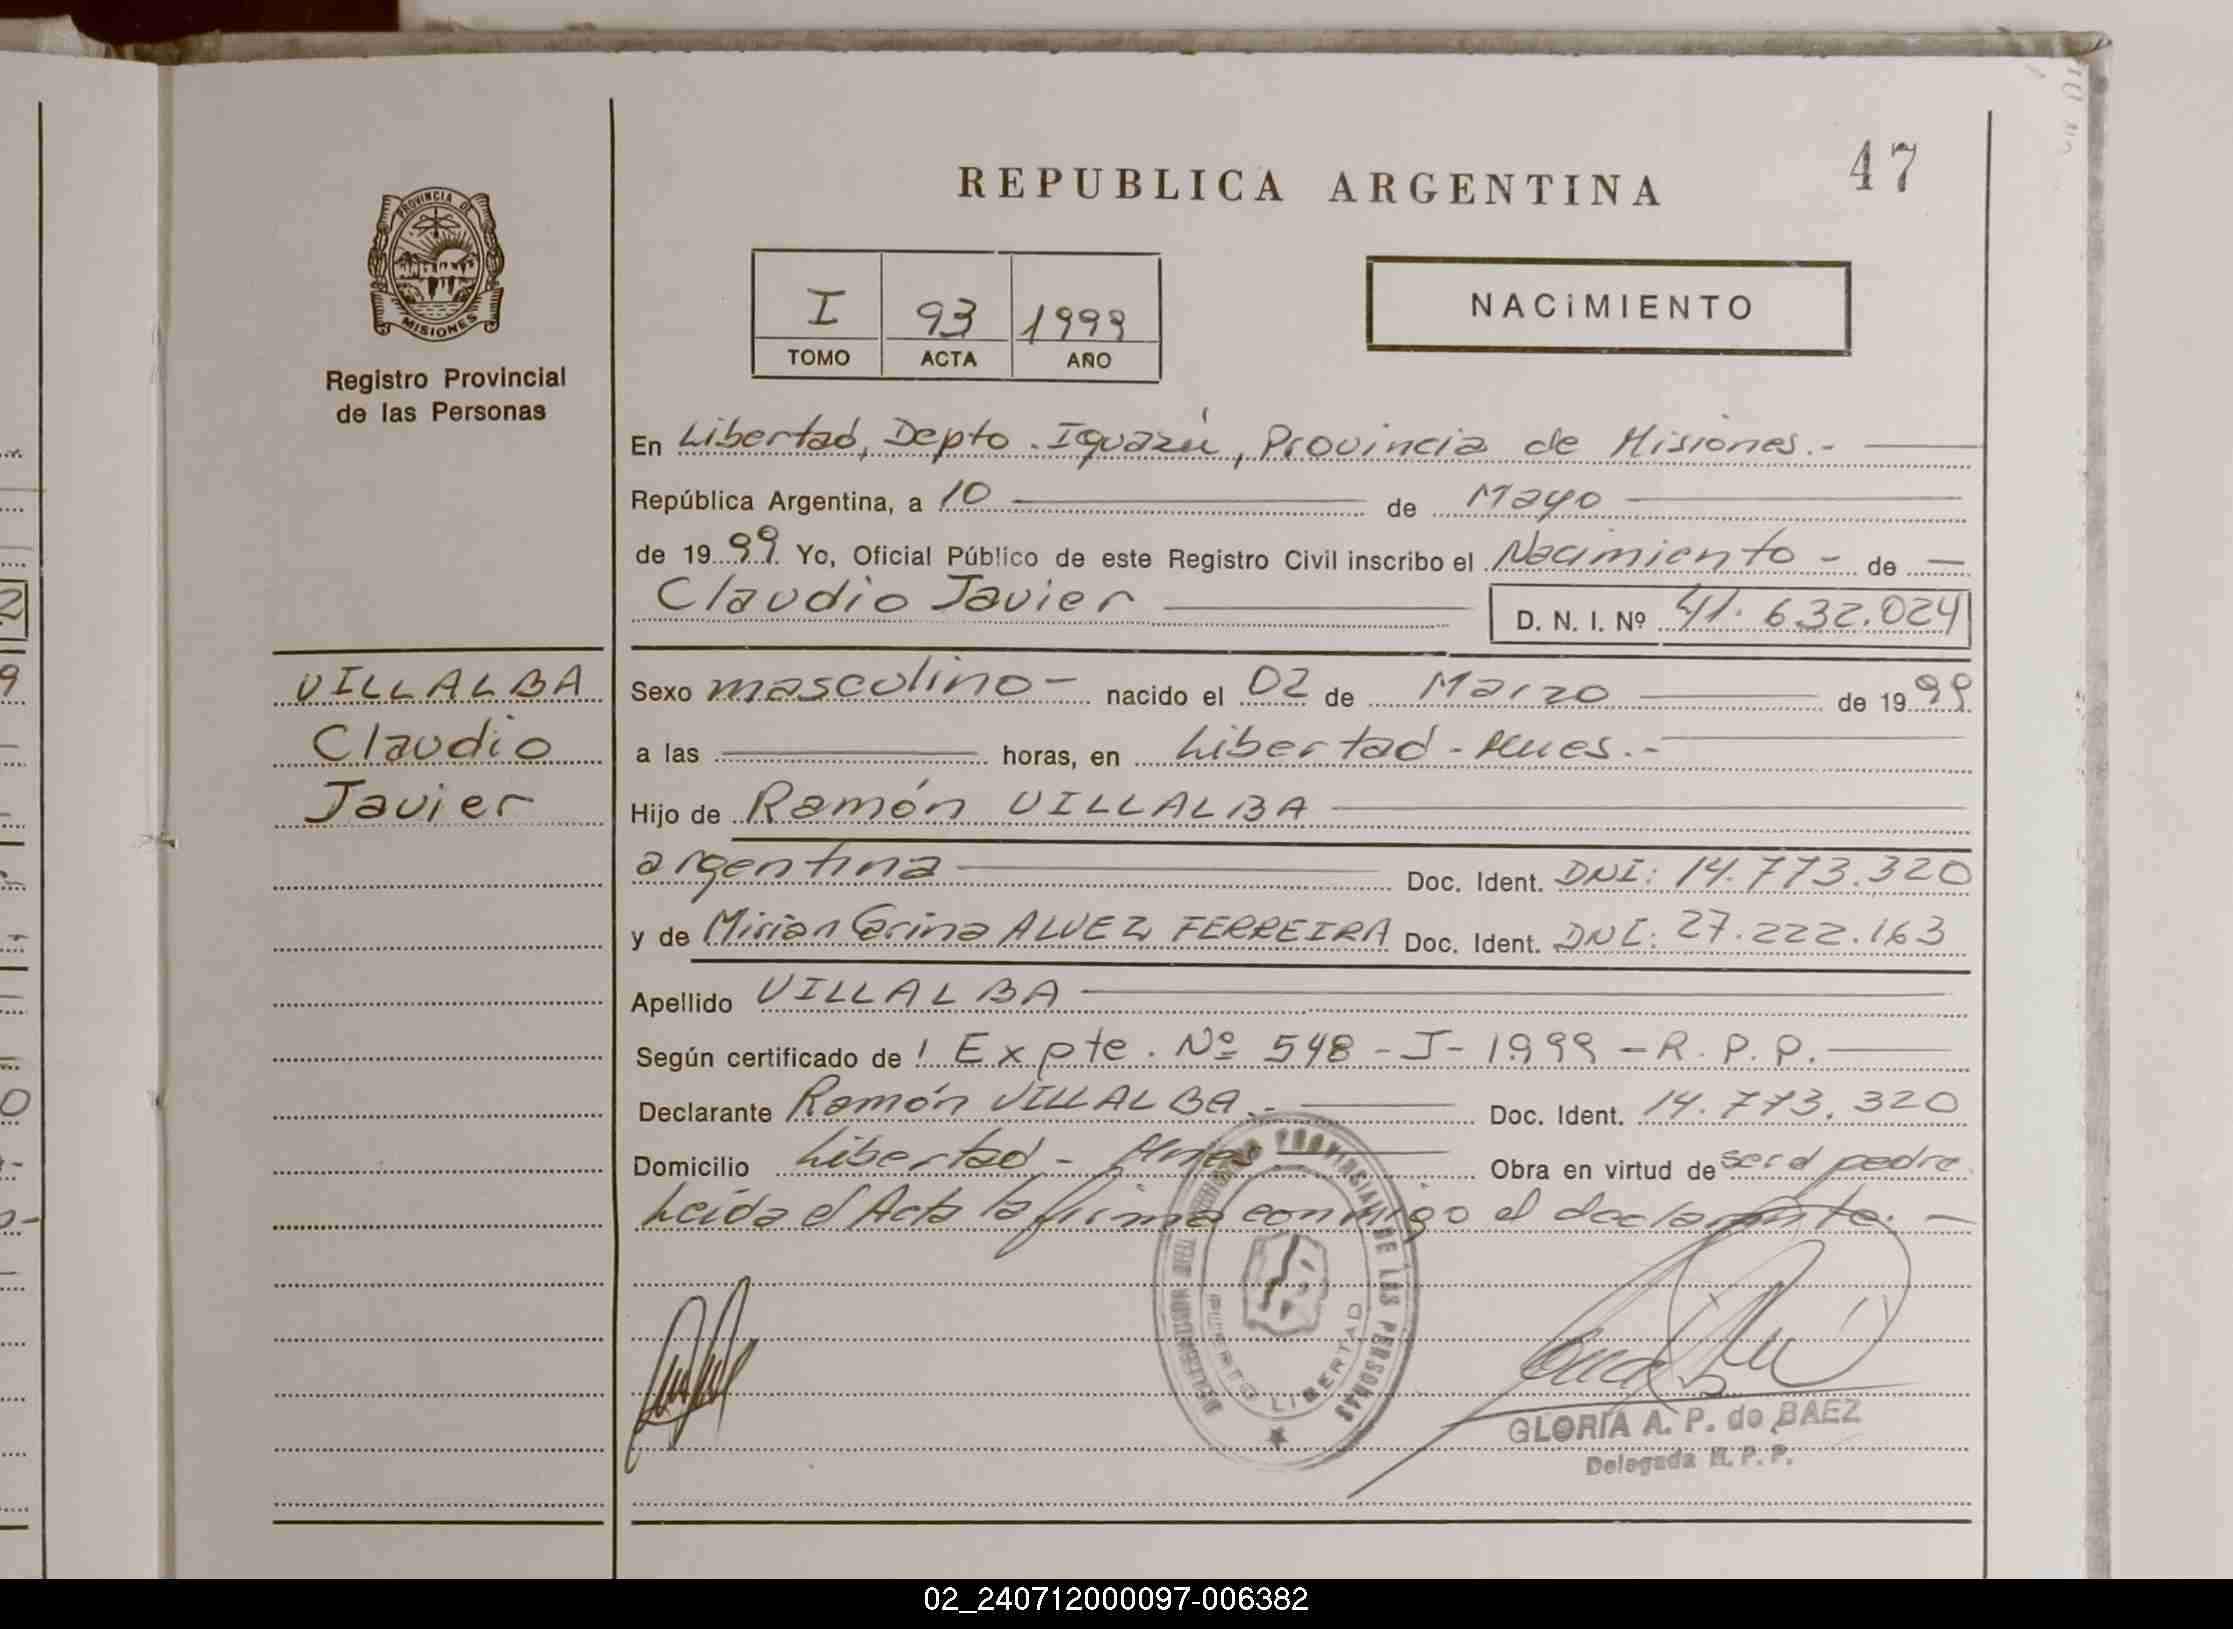 47
REPUBLICA ARGENTINA
PROVINCIA DE
MISIONES
Registro Provincial
de las Personas
I 93 1999
TOMO ACTA AÑO
NACiMIENTO
En Libertad, Depto. Iguazú, Provincia de Misiones.-
República Argentina, a 10 de Mayo
de 1999 Yo, Oficial Público de este Registro Civil inscribo el Nacimiento - de —
Claudio Javier D. N. I. Nº 41.632.024
VILLALBA
Claudio
Javier
Sexo masculino - nacido el 02 de Marzo de 1999
a las horas, en Libertad - Mnes.-
Hijo de Ramón VILLALBA
argentina Doc. Ident. DNI: 14.773.320
y de Mirian Carina ALVEZ FERREIRA Doc. Ident. DNI: 27.222.163
Apellido VILLALBA
Según certificado de Expte. Nº 548-J-1999-R.P.P.
Declarante Ramón VILLALBA.- Doc. Ident. 14.773.320
Domicilio Libertad - Mnes Obra en virtud de ser el padre
Leída el Acta la firma conmigo el declarante. -
PROVINCIAL DE LAS PERSONAS
LIBERTAD
GLORIA A. P. de BAEZ
Delegada R. P. P.
02_240712000097-006382